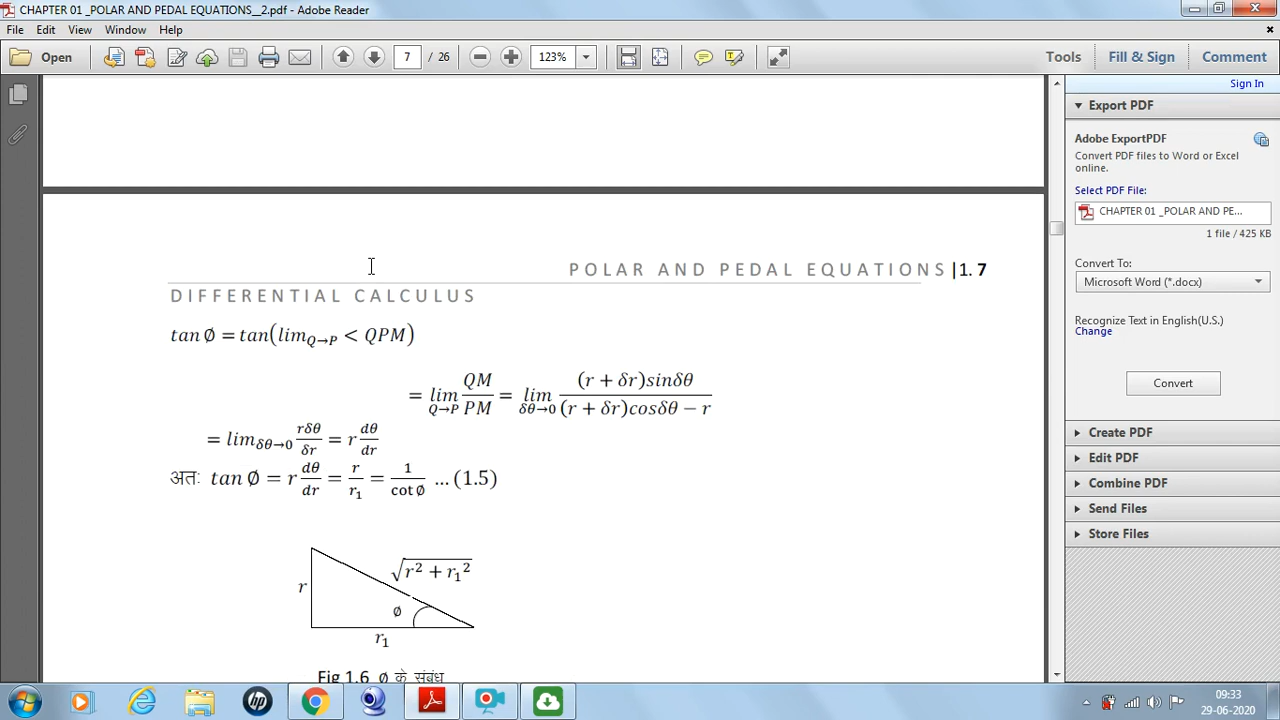 CHAPTER 01 _POLAR AND PEDAL EQUATIONS__2.pdf - Adobe Reader
File Edit View Window Help
Open 7 / 26 123% Tools Fill & Sign Comment
Sign In
Export PDF
Adobe ExportPDF
Convert PDF files to Word or Excel
online.
Select PDF File:
CHAPTER 01 _POLAR AND PE...
1 file / 425 KB
Convert To:
Microsoft Word (*.docx)
Recognize Text in English(U.S.)
Change
Convert
Create PDF
Edit PDF
Combine PDF
Send Files
Store Files
POLAR AND PEDAL EQUATIONS |1. 7
DIFFERENTIAL CALCULUS
tan ∅ = tan(lim_{Q→P} < QPM)
= lim_{Q→P} QM/PM = lim_{δθ→0} (r + δr)sinδθ/((r + δr)cosδθ − r)
= lim_{δθ→0} rδθ/δr = r dθ/dr
अतः tan ∅ = r dθ/dr = r/r₁ = 1/cot ∅ … (1.5)
√(r² + r₁²)
r
∅
r₁
Fig 1.6 ∅ के संबंध
hp
09:33
29-06-2020